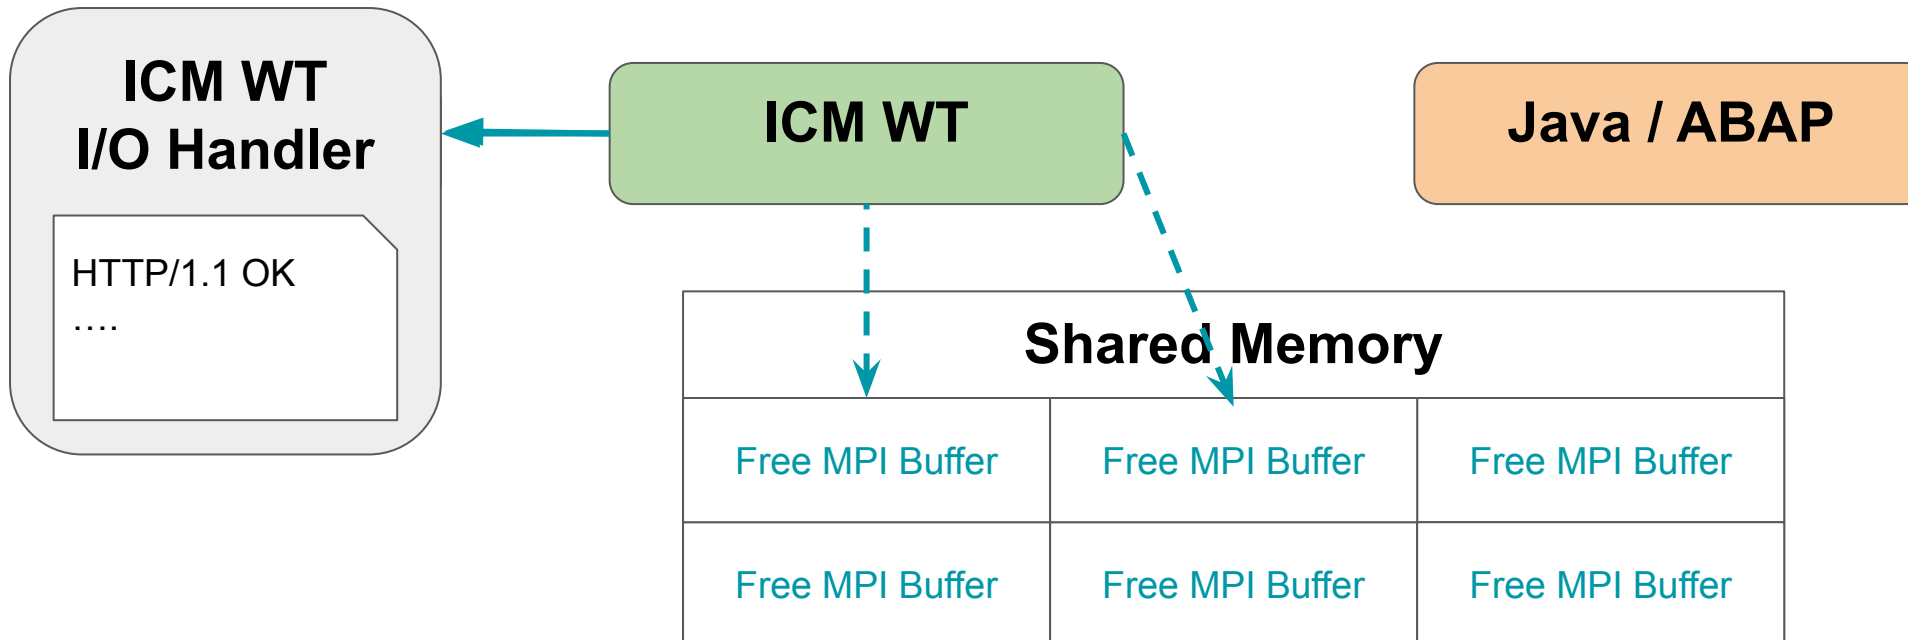 ICM WT
I/O Handler
HTTP/1.1 OK
....
ICM WT
Java / ABAP
Shared Memory
Free MPI Buffer
Free MPI Buffer
Free MPI Buffer
Free MPI Buffer
Free MPI Buffer
Free MPI Buffer